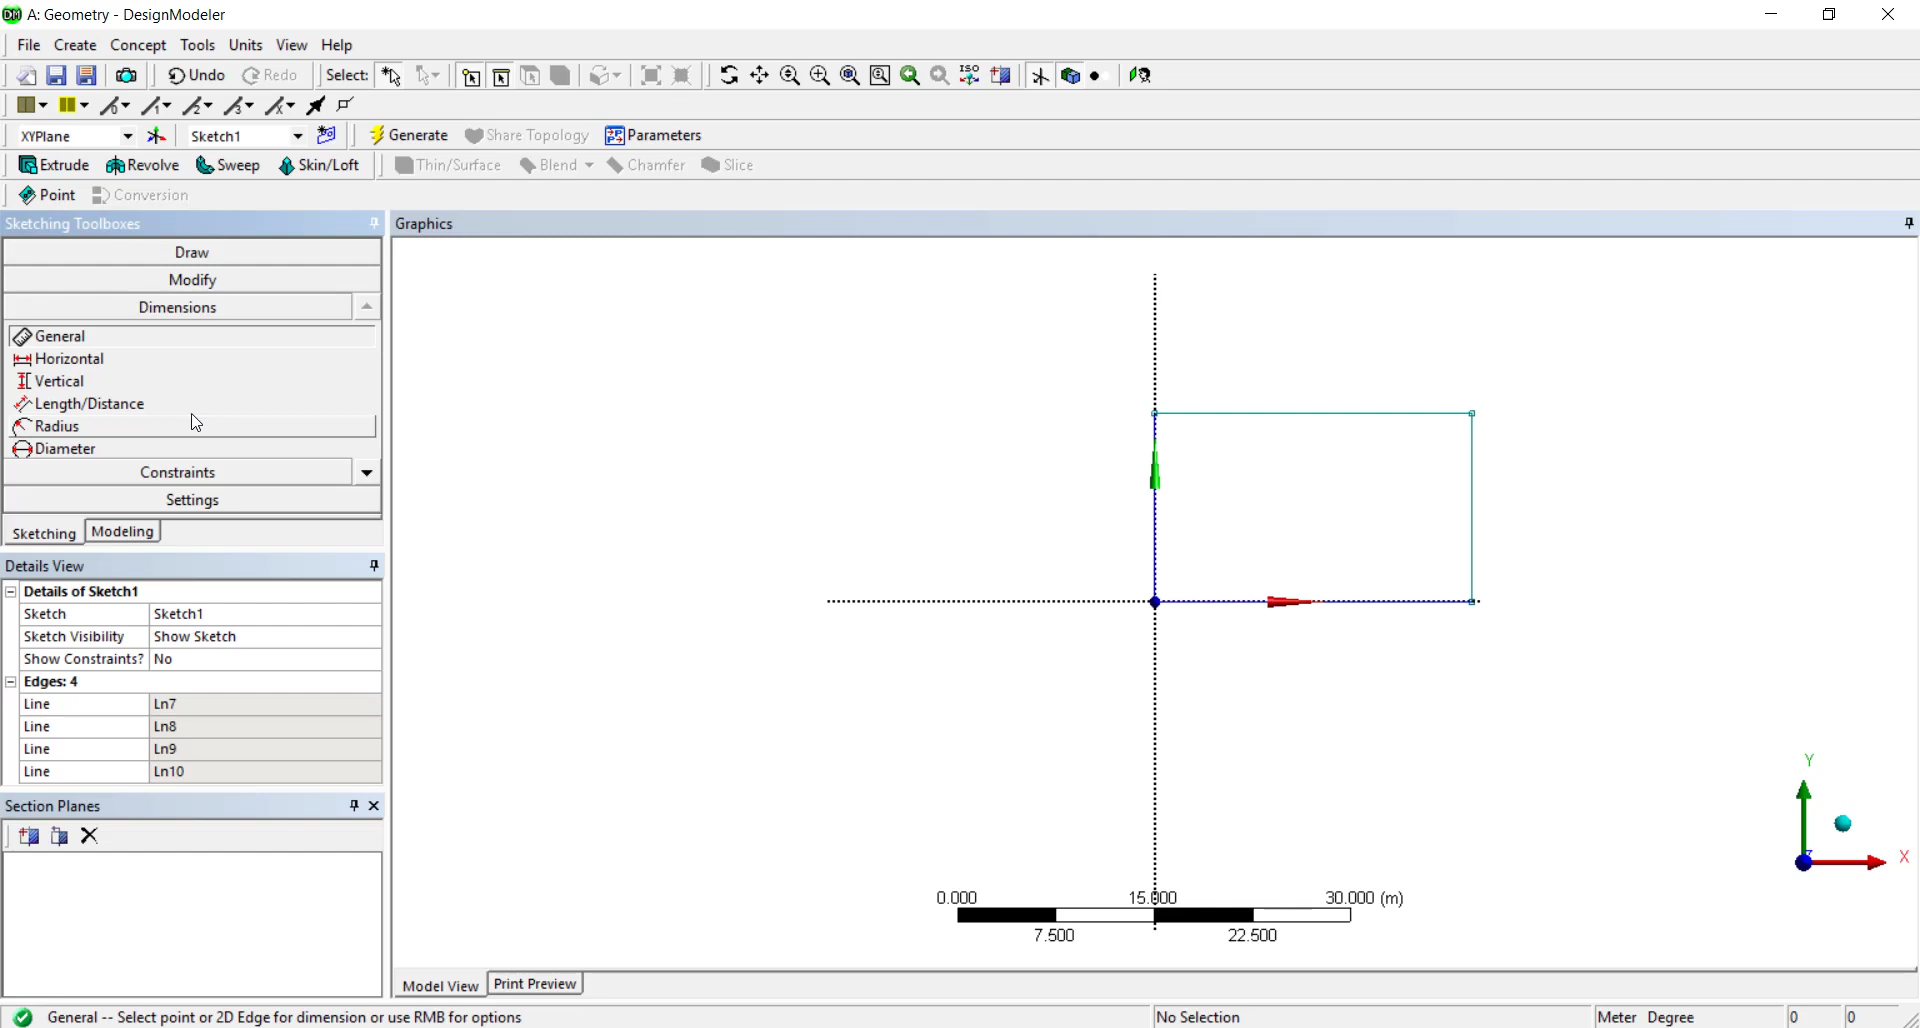 DM A: Geometry - DesignModeler
File Create Concept Tools Units View Help
Undo Redo Select: ISO
XYPlane Sketch1 Generate Share Topology Parameters
Extrude Revolve Sweep Skin/Loft Thin/Surface Blend Chamfer Slice
Point Conversion
Sketching Toolboxes
Draw
Modify
Dimensions
General
Horizontal
Vertical
Length/Distance
Radius
Diameter
Constraints
Settings
Sketching Modeling
Details View
Details of Sketch1
Sketch Sketch1
Sketch Visibility Show Sketch
Show Constraints? No
Edges: 4
Line Ln7
Line Ln8
Line Ln9
Line Ln10
Section Planes
Graphics
Y
X
0.000 15.000 30.000 (m)
7.500 22.500
Model View Print Preview
General -- Select point or 2D Edge for dimension or use RMB for options No Selection Meter Degree 0 0